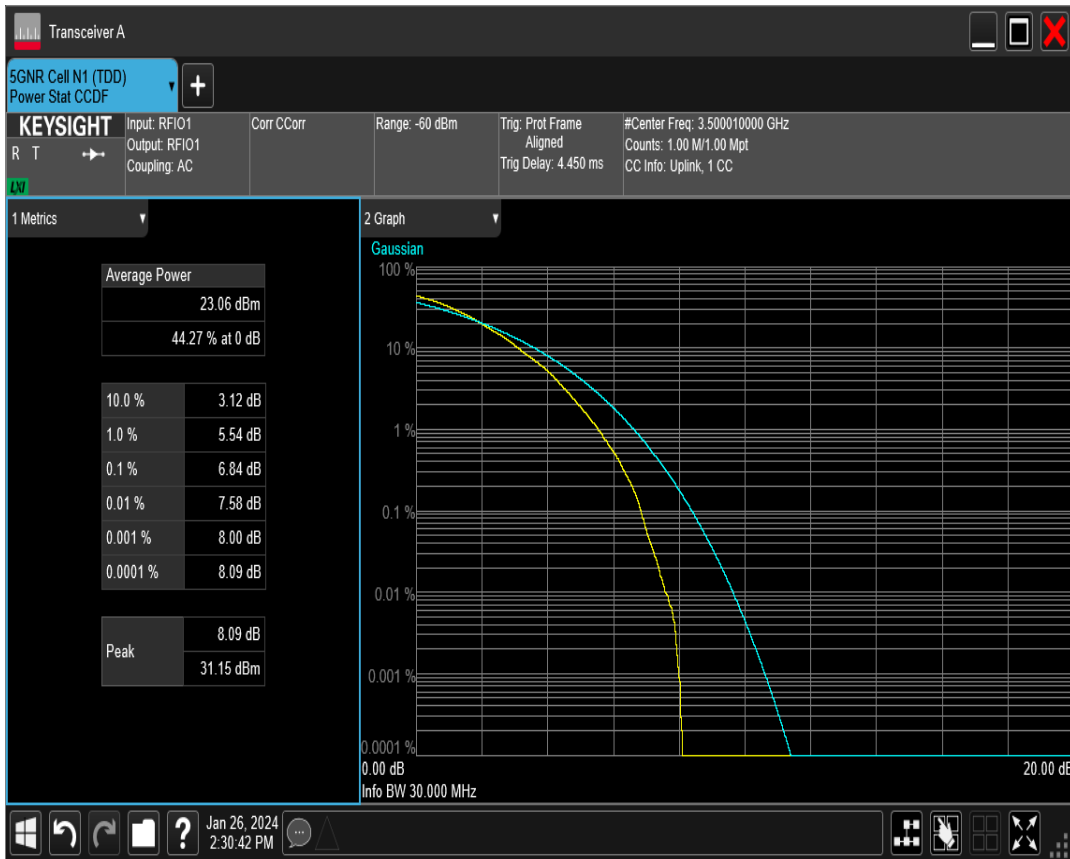 Transceiver A
5GNR Cell N1 (TDD)
Power Stat CCDF
+
KEYSIGHT
R T
LXI
Input: RFIO1
Output: RFIO1
Coupling: AC
Corr CCorr
Range: -60 dBm
Trig: Prot Frame
Aligned
Trig Delay: 4.450 ms
#Center Freq: 3.500010000 GHz
Counts: 1.00 M/1.00 Mpt
CC Info: Uplink, 1 CC
1 Metrics
Average Power
23.06 dBm
44.27 % at 0 dB
10.0 % 3.12 dB
1.0 % 5.54 dB
0.1 % 6.84 dB
0.01 % 7.58 dB
0.001 % 8.00 dB
0.0001 % 8.09 dB
Peak
8.09 dB
31.15 dBm
2 Graph
Gaussian
100 %
10 %
1 %
0.1 %
0.01 %
0.001 %
0.0001 %
0.00 dB 20.00 dB
Info BW 30.000 MHz
?
Jan 26, 2024
2:30:42 PM